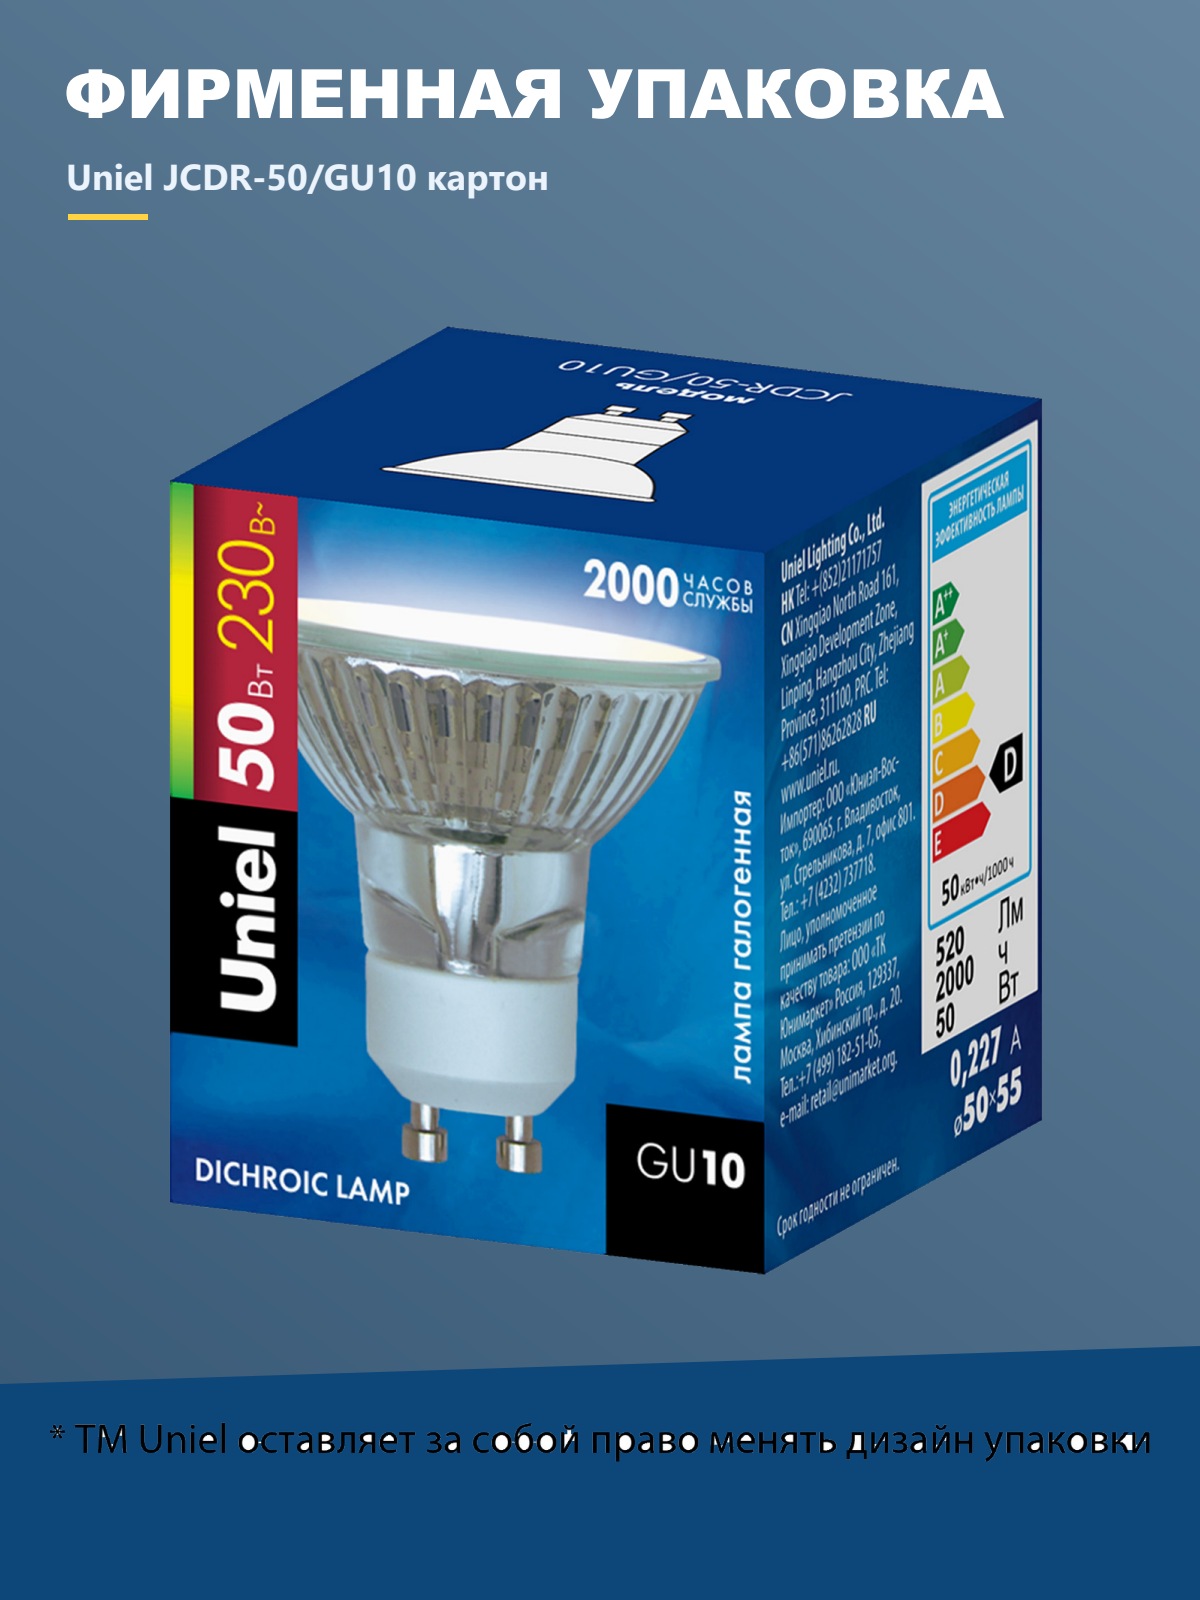 ФИРМЕННАЯ УПАКОВКА
Uniel JCDR-50/GU10 картон
JCDR-50/GU10
модель
Uniel 50 Вт 230 В~
2000 ЧАСОВ
СЛУЖБЫ
лампа галогенная
DICHROIC LAMP
GU10
Uniel Lighting Co., Ltd.
HK Tel: +(852)21171757
CN Xingqiao North Road 161,
Xingqiao Development Zone,
Linping, Hangzhou City, Zhejiang
Province, 311100, PRC. Tel:
+86(571)86262828 RU
www.uniel.ru.
Импортер: ООО «Юниэл-Вос-
ток», 690065, г. Владивосток,
ул. Стрельникова, д. 7, офис 801.
Тел.: +7 (4232) 737718.
Лицо, уполномоченное
принимать претензии по
качеству товара: ООО «ТК
Юнимаркет» Россия, 129337,
Москва, Хибинский пр., д. 20.
Тел.:+7 (499) 182-51-05,
e-mail: retail@unimarket.org.
Срок годности не ограничен.
ЭНЕРГЕТИЧЕСКАЯ
ЭФФЕКТИВНОСТЬ ЛАМПЫ
A++
A+
A
B
C
D
D
E
50 кВт•ч/1000 ч
520 Лм
2000 ч
50 Вт
0,227 А
ø50×55
* ТМ Uniel оставляет за собой право менять дизайн упаковки